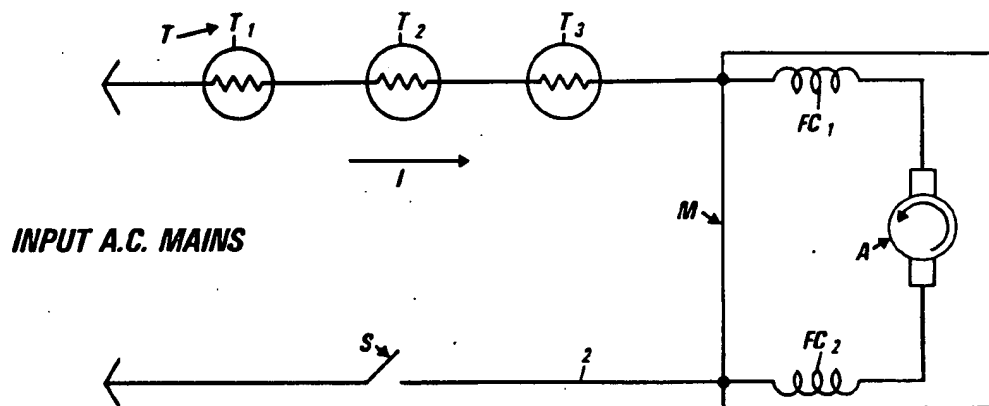 T T1 T2 T3
FC1
I
M
INPUT A.C. MAINS
A
S 2 FC2